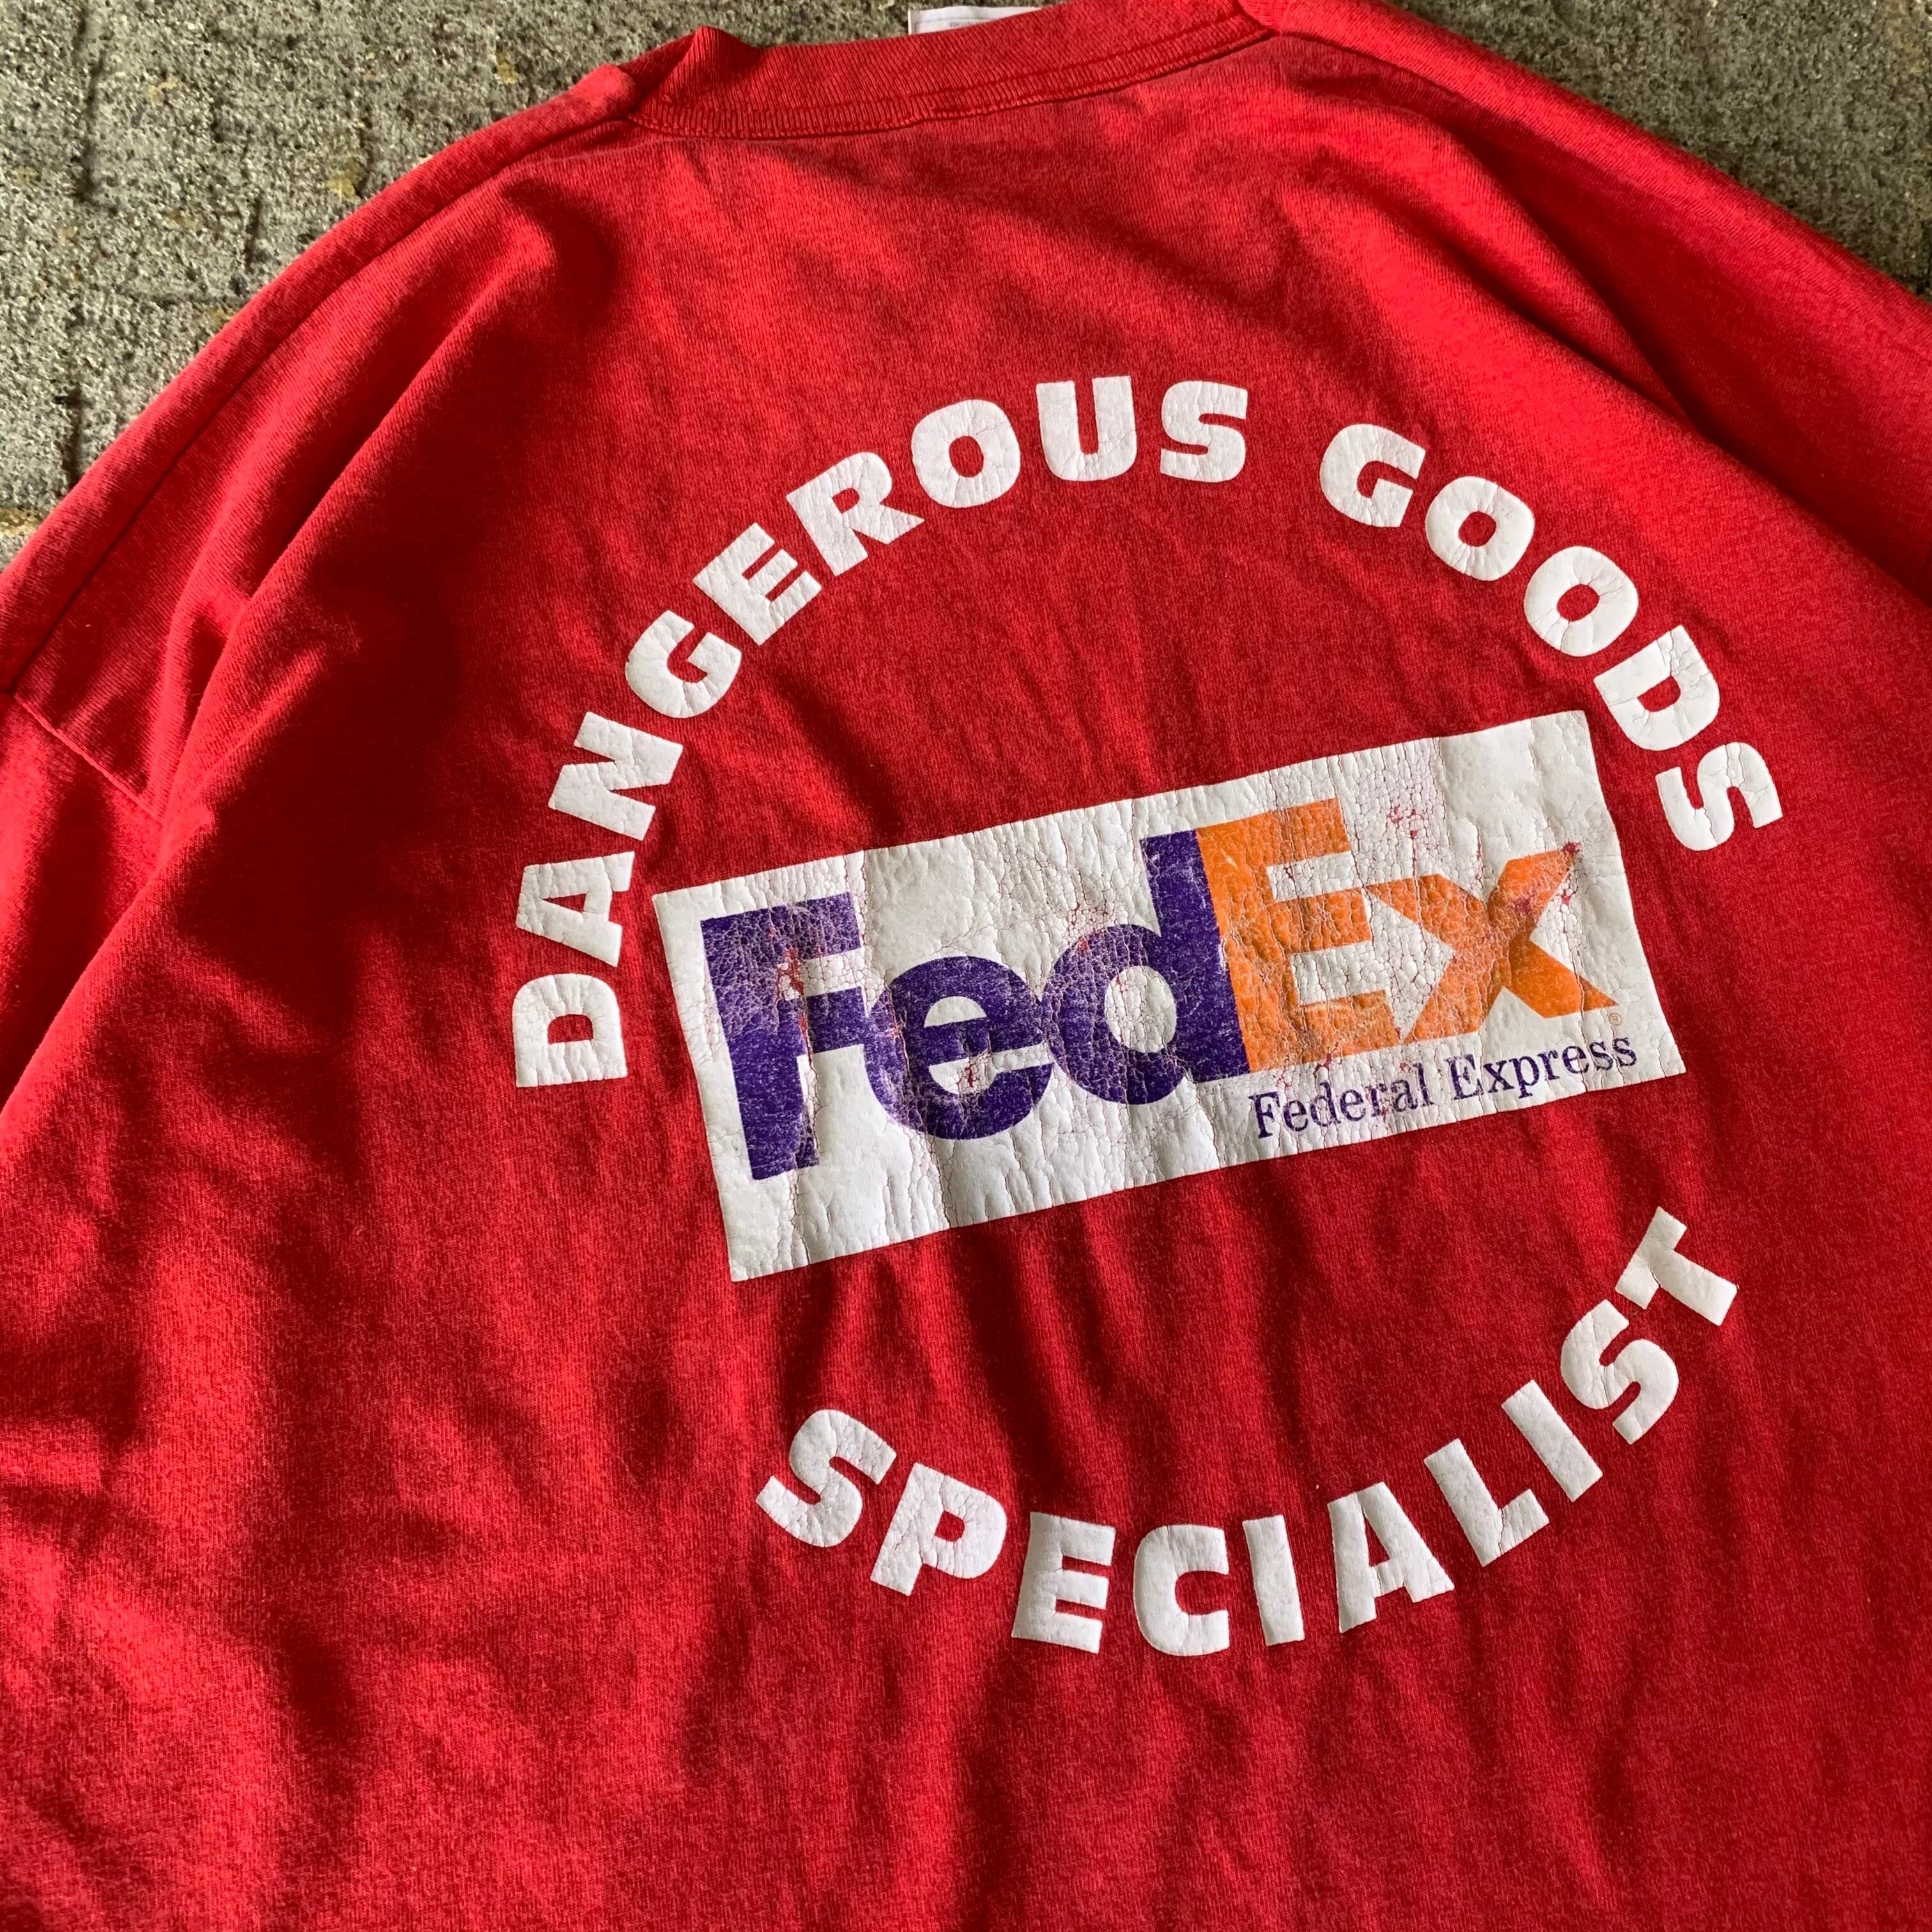 DANGEROUS GOODS
FedEx®
Federal Express
SPECIALIST